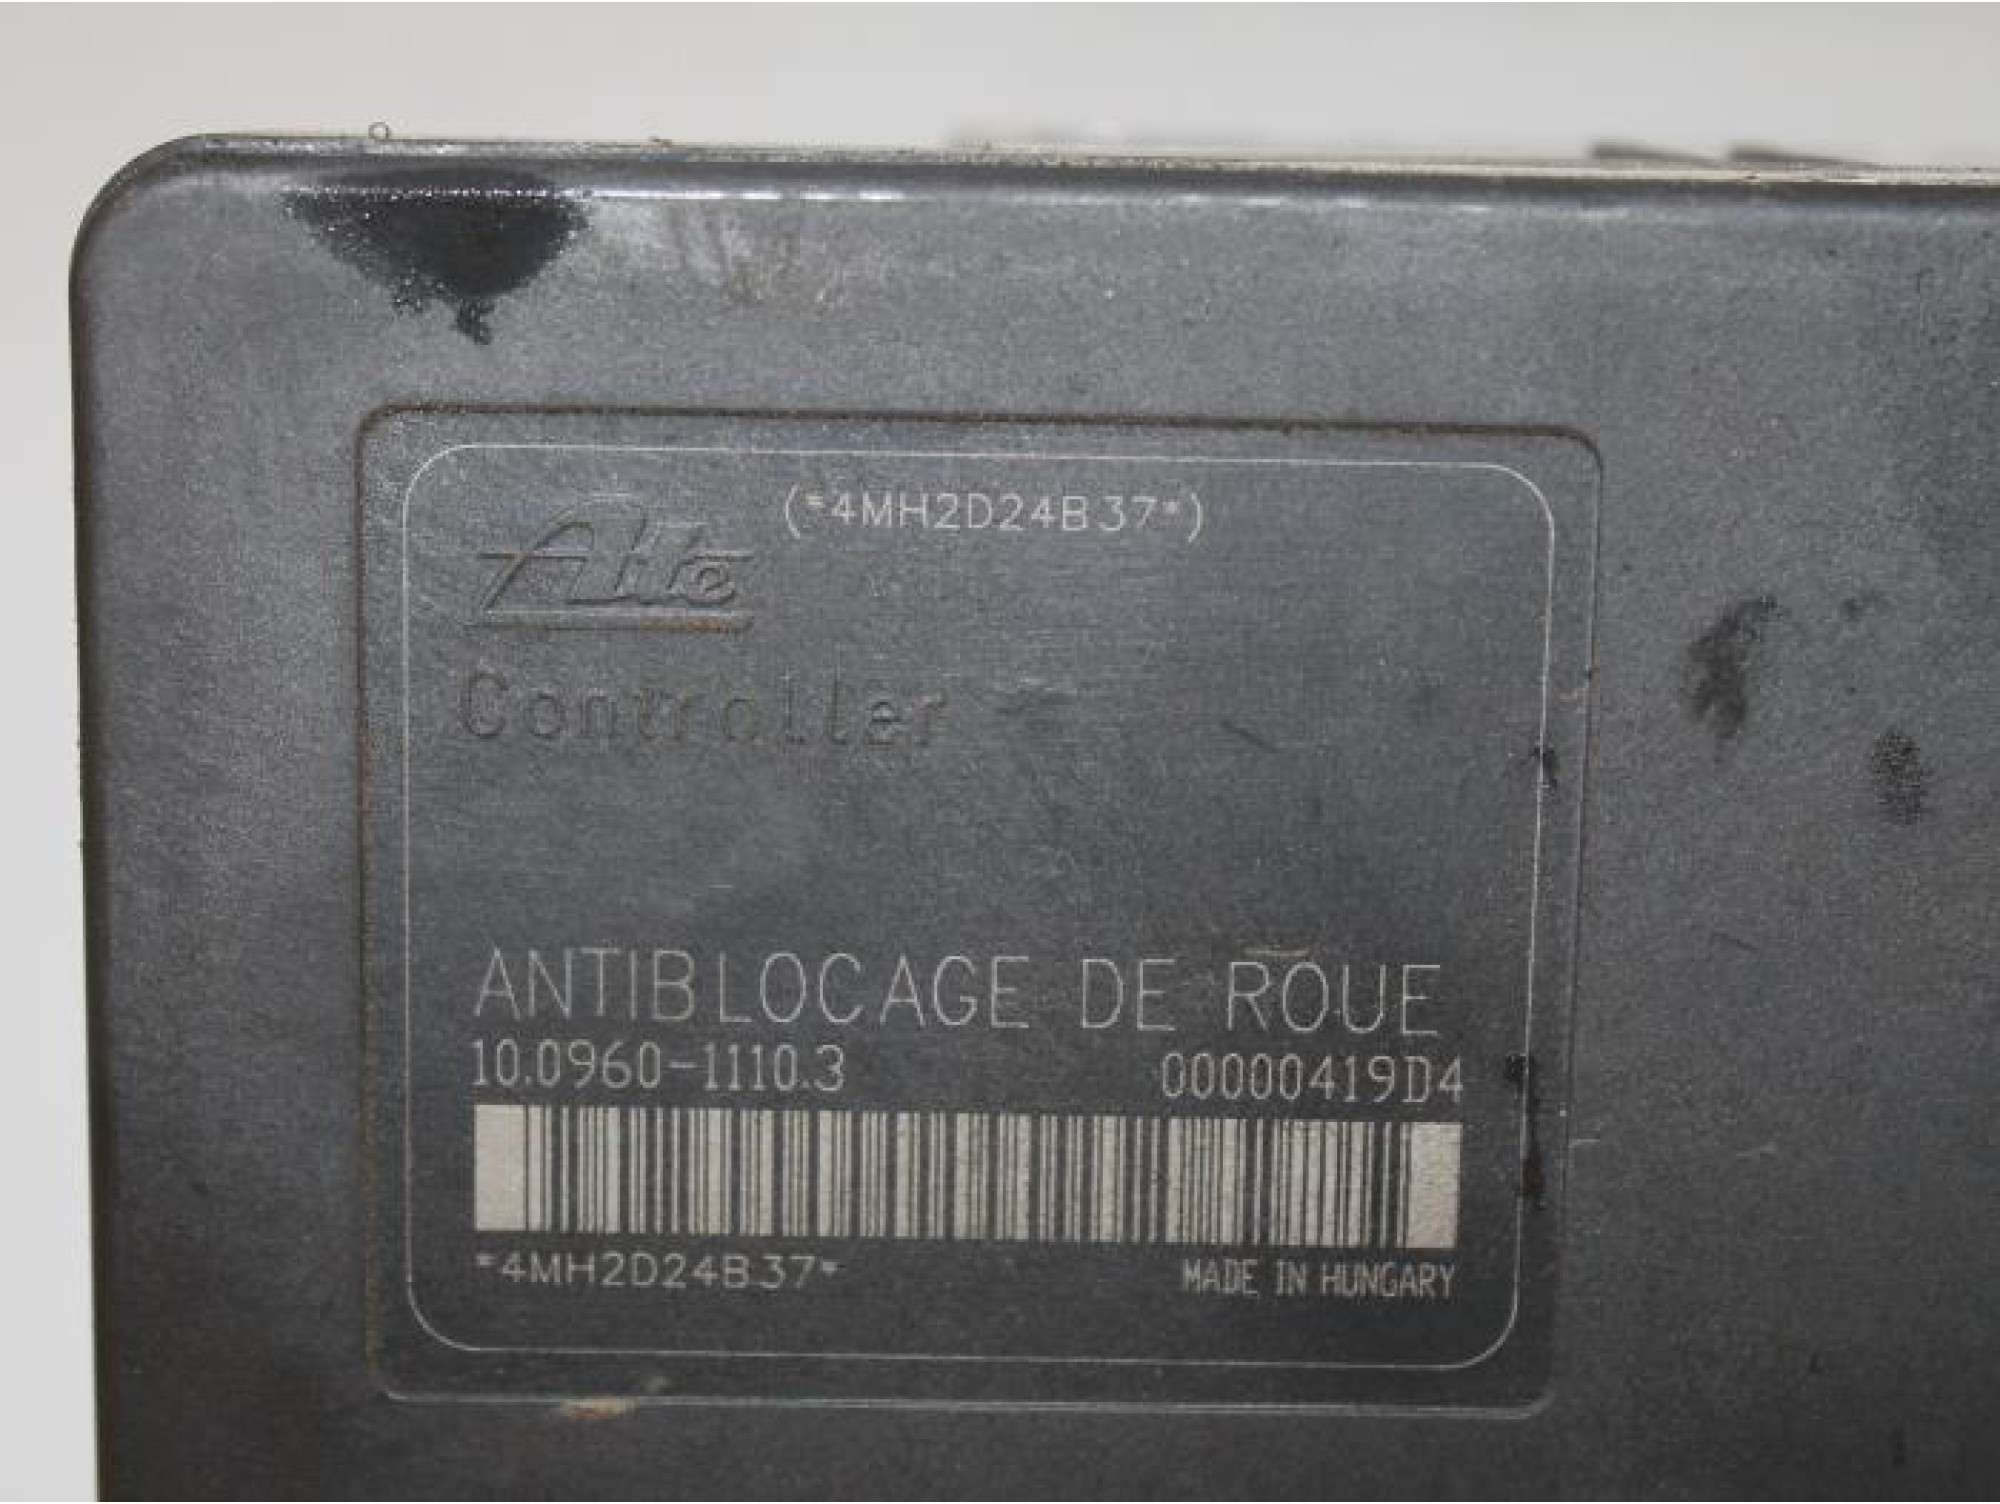 (*4MH2D24B37*)
Ate
Controller
ANTIBLOCAGE DE ROUE
10.0960-1110.3 00000419D4
*4MH2D24B37* MADE IN HUNGARY